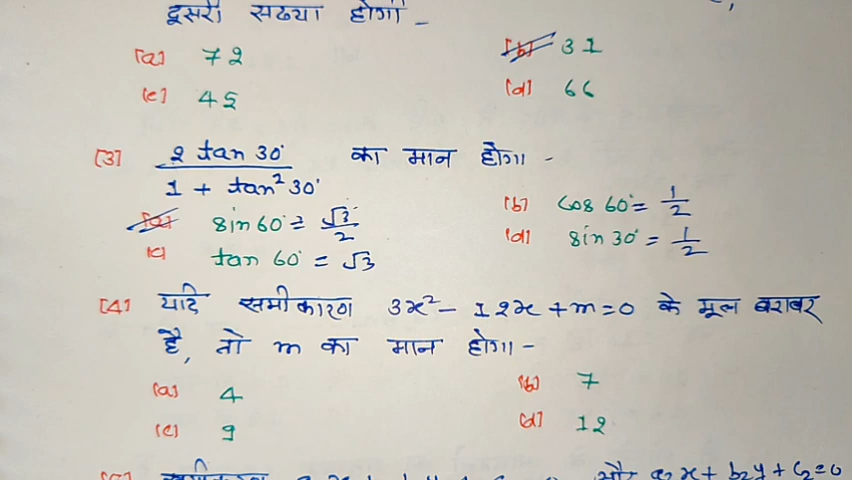 दूसरी संख्या होगी -
(a) 72 (b) 31
(c) 45 (d) 66
(3) 2 tan 30° / 1 + tan² 30° का मान होगा -
(a) sin 60° = √3/2 (b) cos 60° = 1/2
(c) tan 60° = √3 (d) sin 30° = 1/2
(4) यदि समीकारण 3x² - 12x + m = 0 के मूल बराबर
है, तो m का मान होगा -
(a) 4 (b) 7
(c) 9 (d) 12
और a₂x + b₂y + c₂ = 0